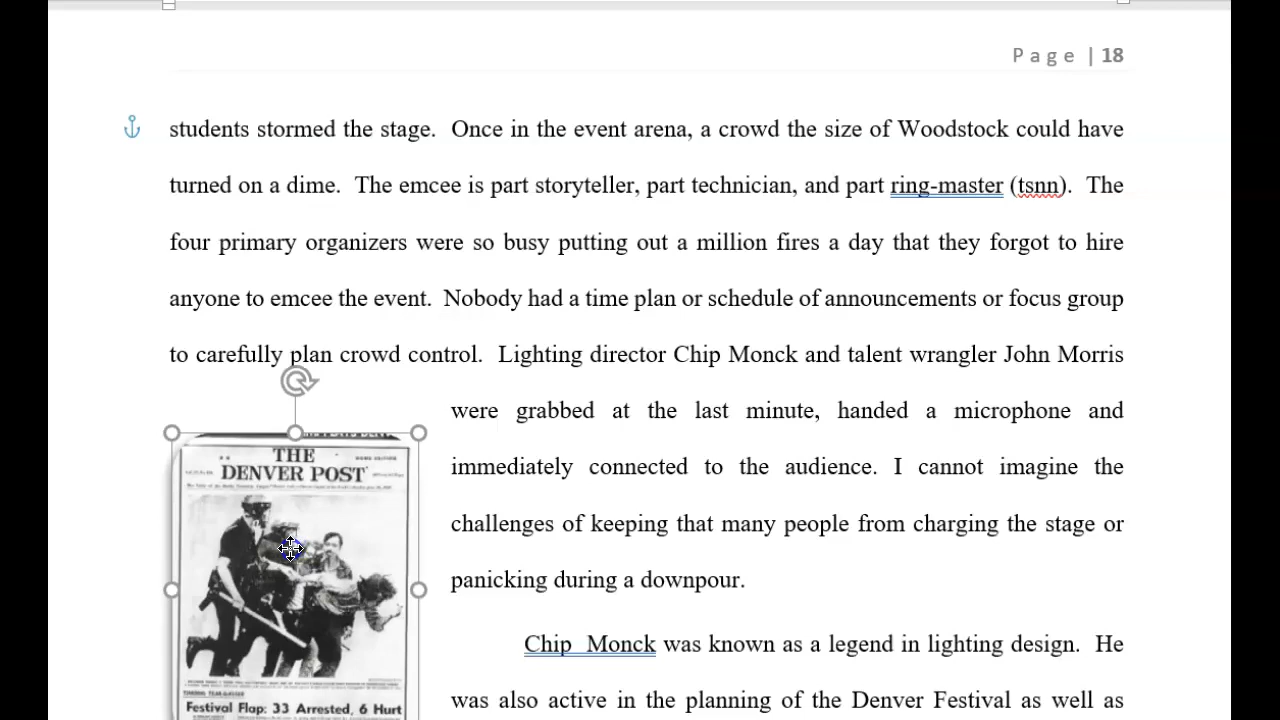 P a g e | 18
students stormed the stage.  Once in the event arena, a crowd the size of Woodstock could have
turned on a dime.  The emcee is part storyteller, part technician, and part ring-master (tsnn).  The
four primary organizers were so busy putting out a million fires a day that they forgot to hire
anyone to emcee the event.  Nobody had a time plan or schedule of announcements or focus group
to carefully plan crowd control.  Lighting director Chip Monck and talent wrangler John Morris
were grabbed at the last minute, handed a microphone and
immediately connected to the audience. I cannot imagine the
challenges of keeping that many people from charging the stage or
panicking during a downpour.
Chip  Monck was known as a legend in lighting design.  He
was also active in the planning of the Denver Festival as well as
THE
DENVER POST
Festival Flap: 33 Arrested, 6 Hurt